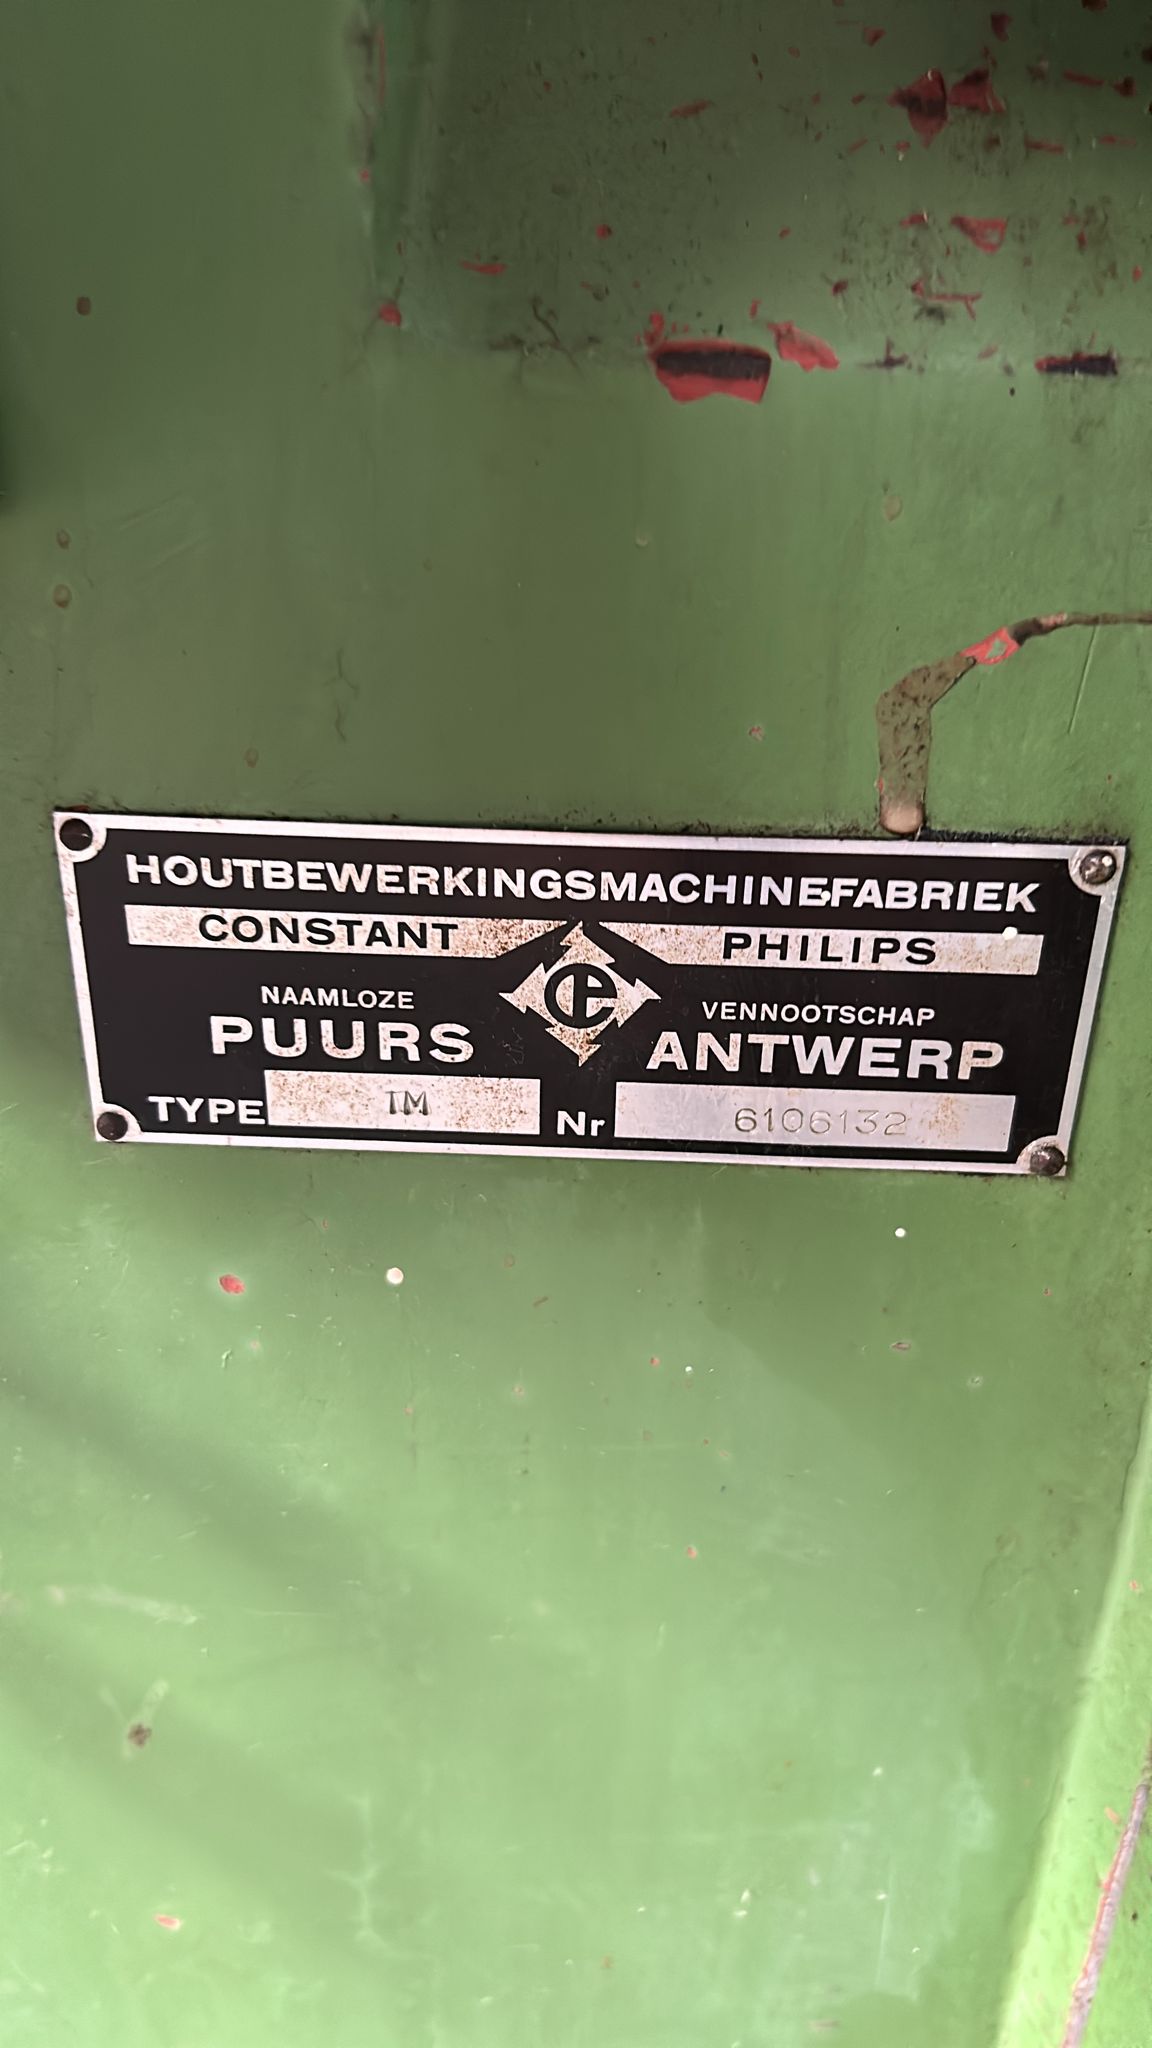 HOUTBEWERKINGSMACHINEFABRIEK
CONSTANT PHILIPS
NAAMLOZE VENNOOTSCHAP
PUURS ANTWERP
TYPE TM Nr 6106132